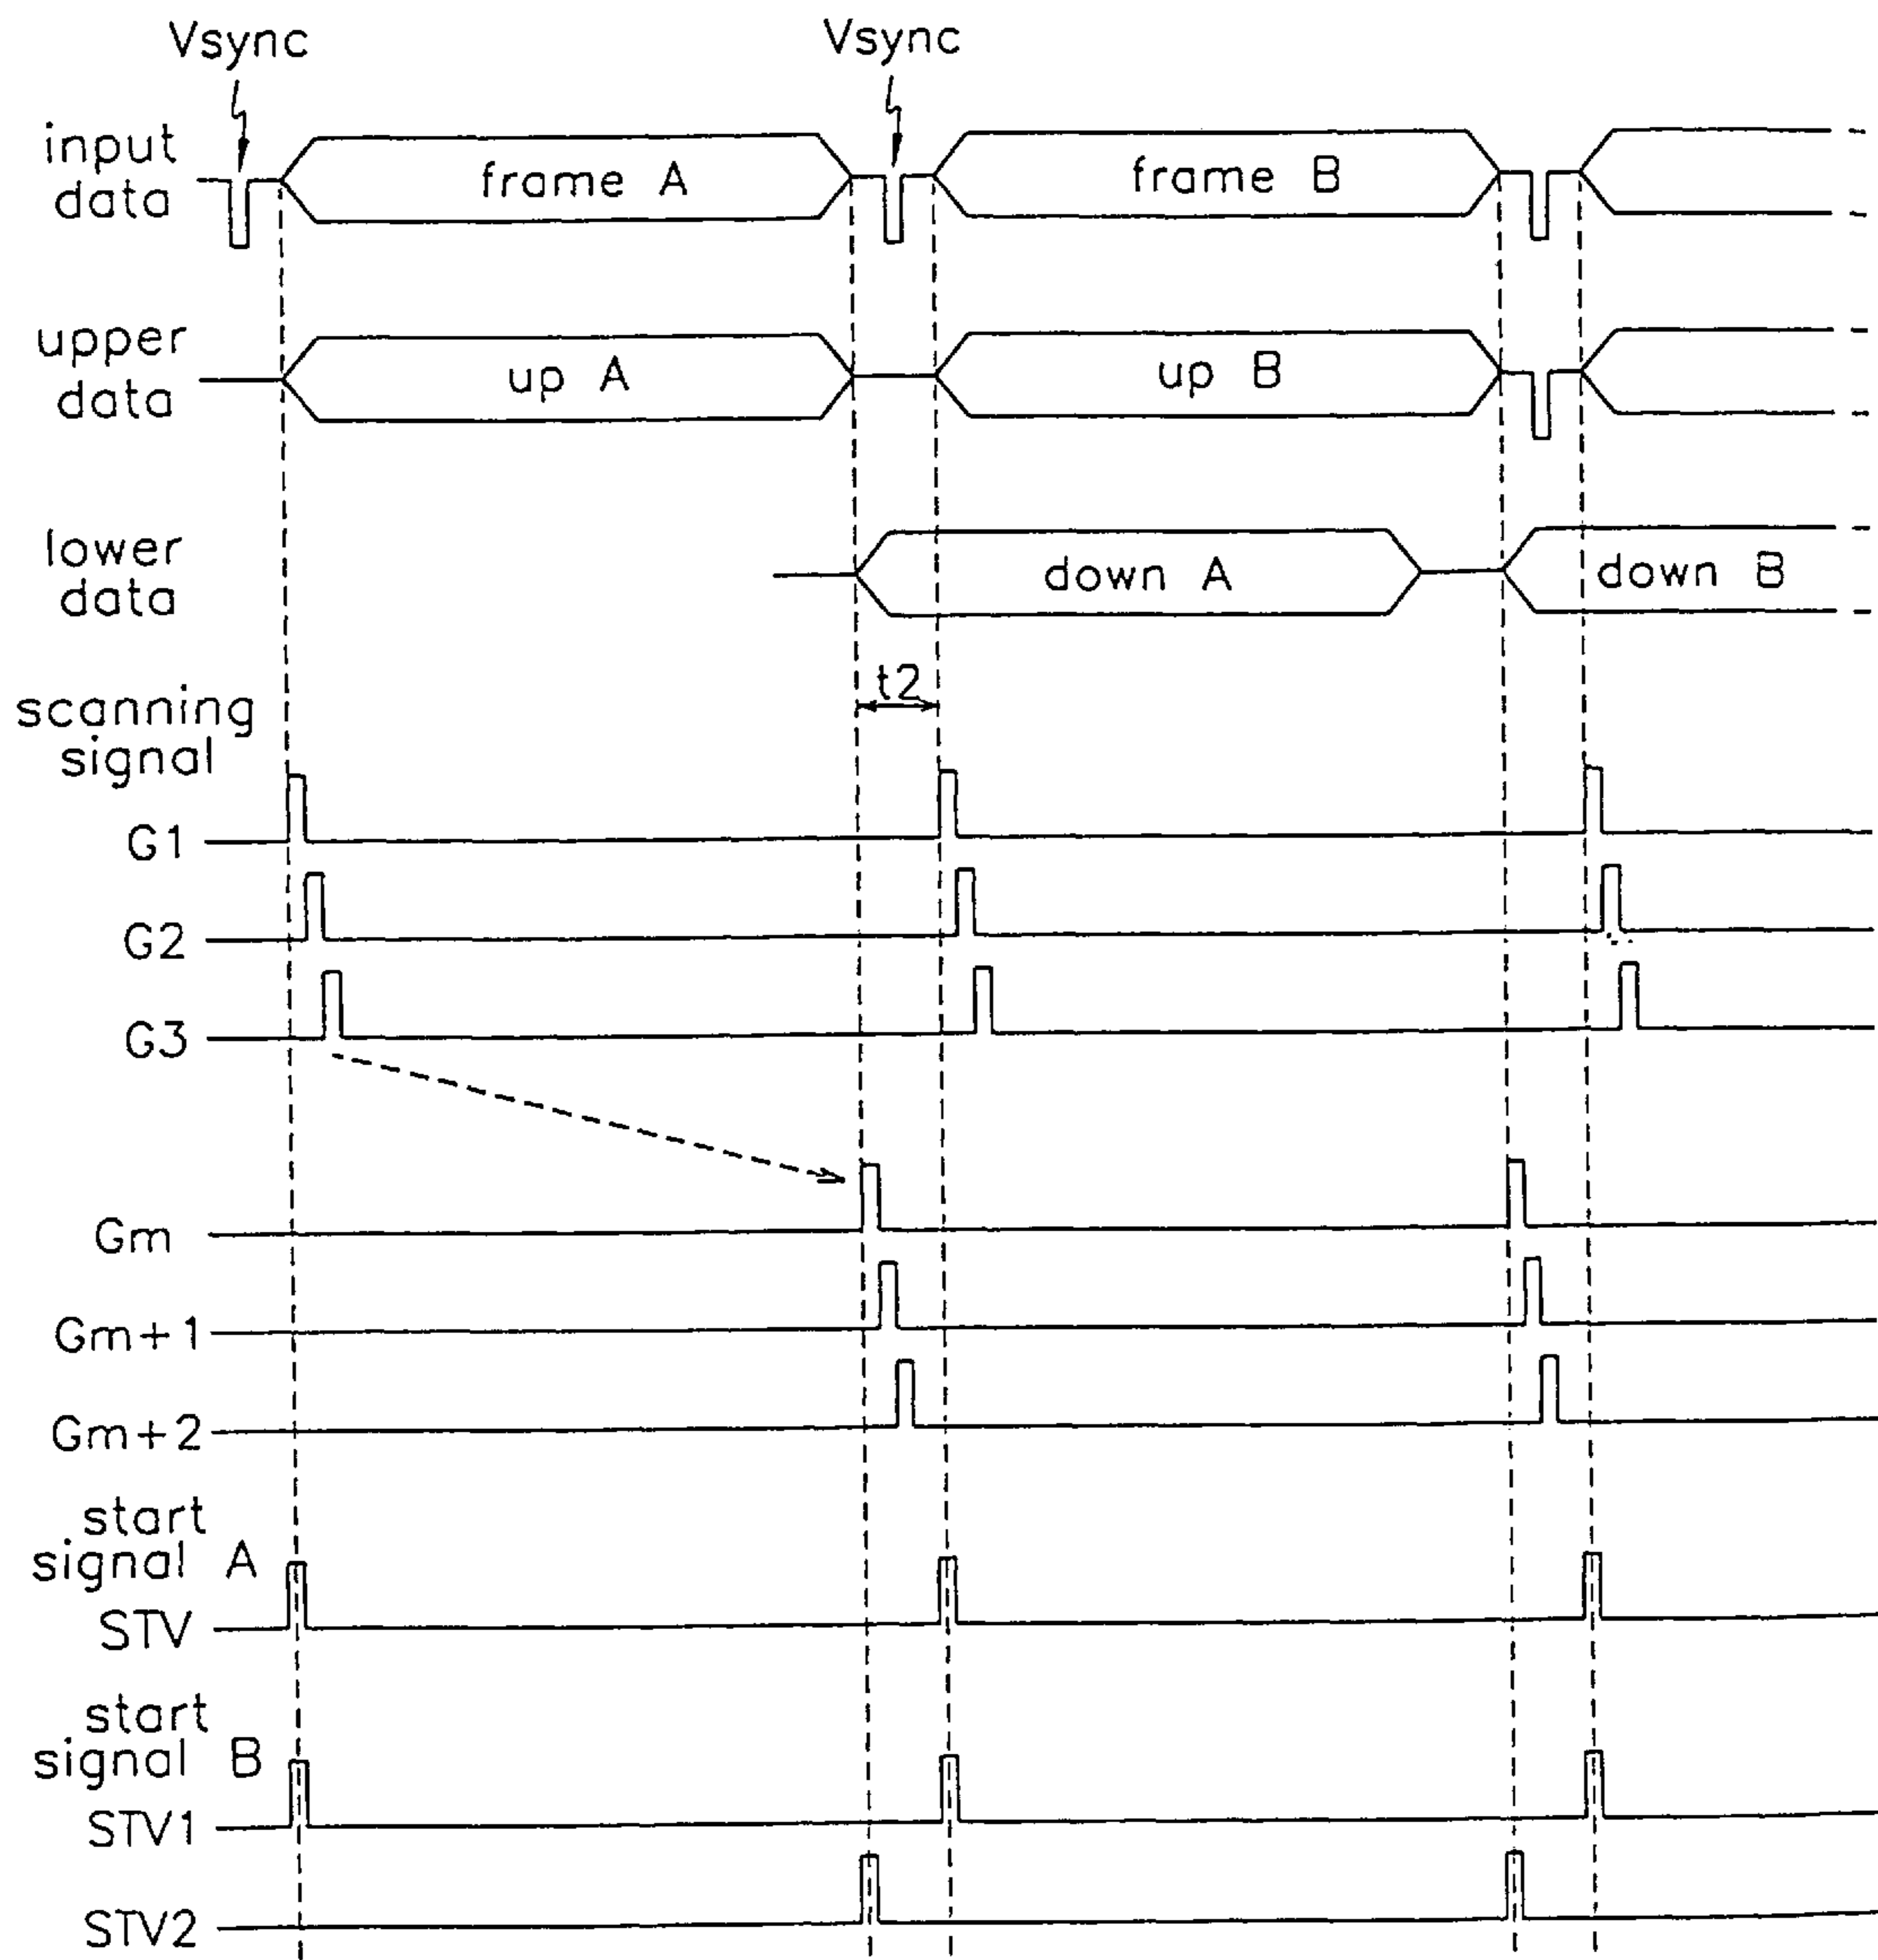 Vsync Vsync
input
data
frame A frame B
upper
data
up A up B
lower
data
down A down B
t2
scanning
signal
G1
G2
G3
Gm
Gm+1
Gm+2
start
signal A
STV
start
signal B
STV1
STV2